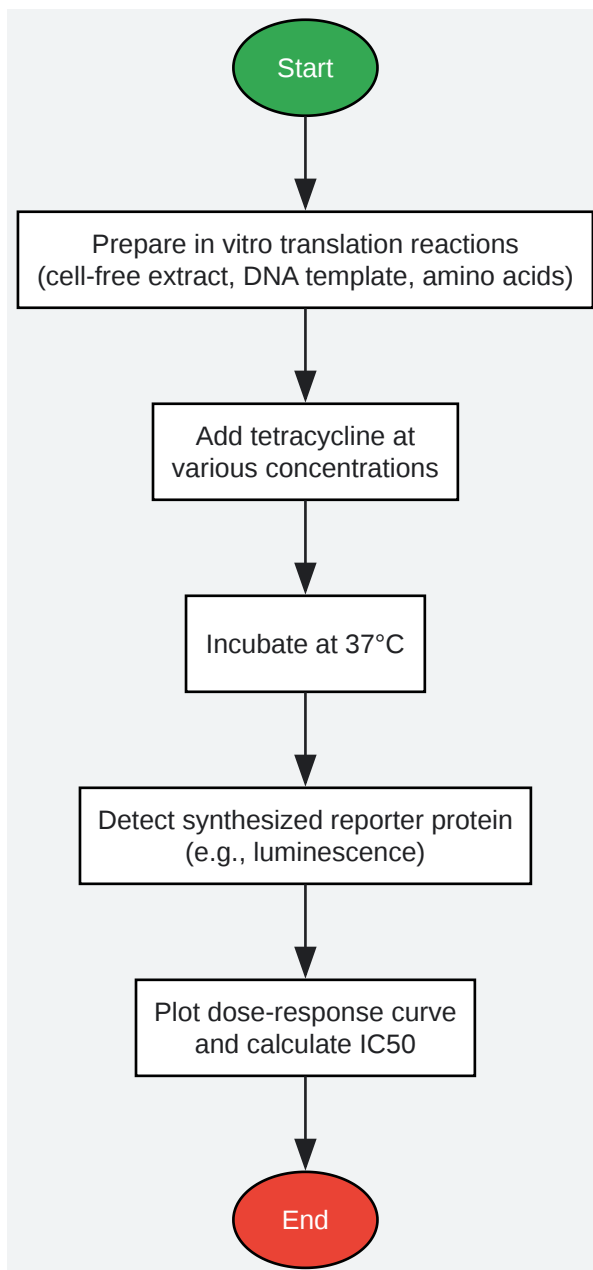 Start
Prepare in vitro translation reactions
(cell-free extract, DNA template, amino acids)
Add tetracycline at
various concentrations
Incubate at 37°C
Detect synthesized reporter protein
(e.g., luminescence)
Plot dose-response curve
and calculate IC50
End